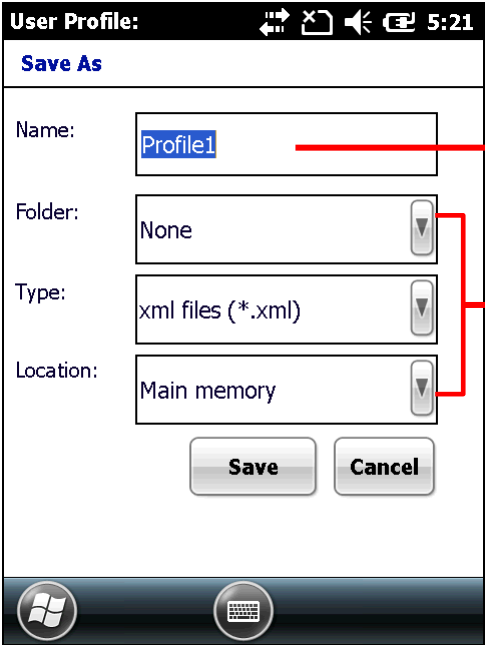 User Profile: 5:21
Save As
Name:
Profile1
Folder:
None
Type:
xml files (*.xml)
Location:
Main memory
Save Cancel